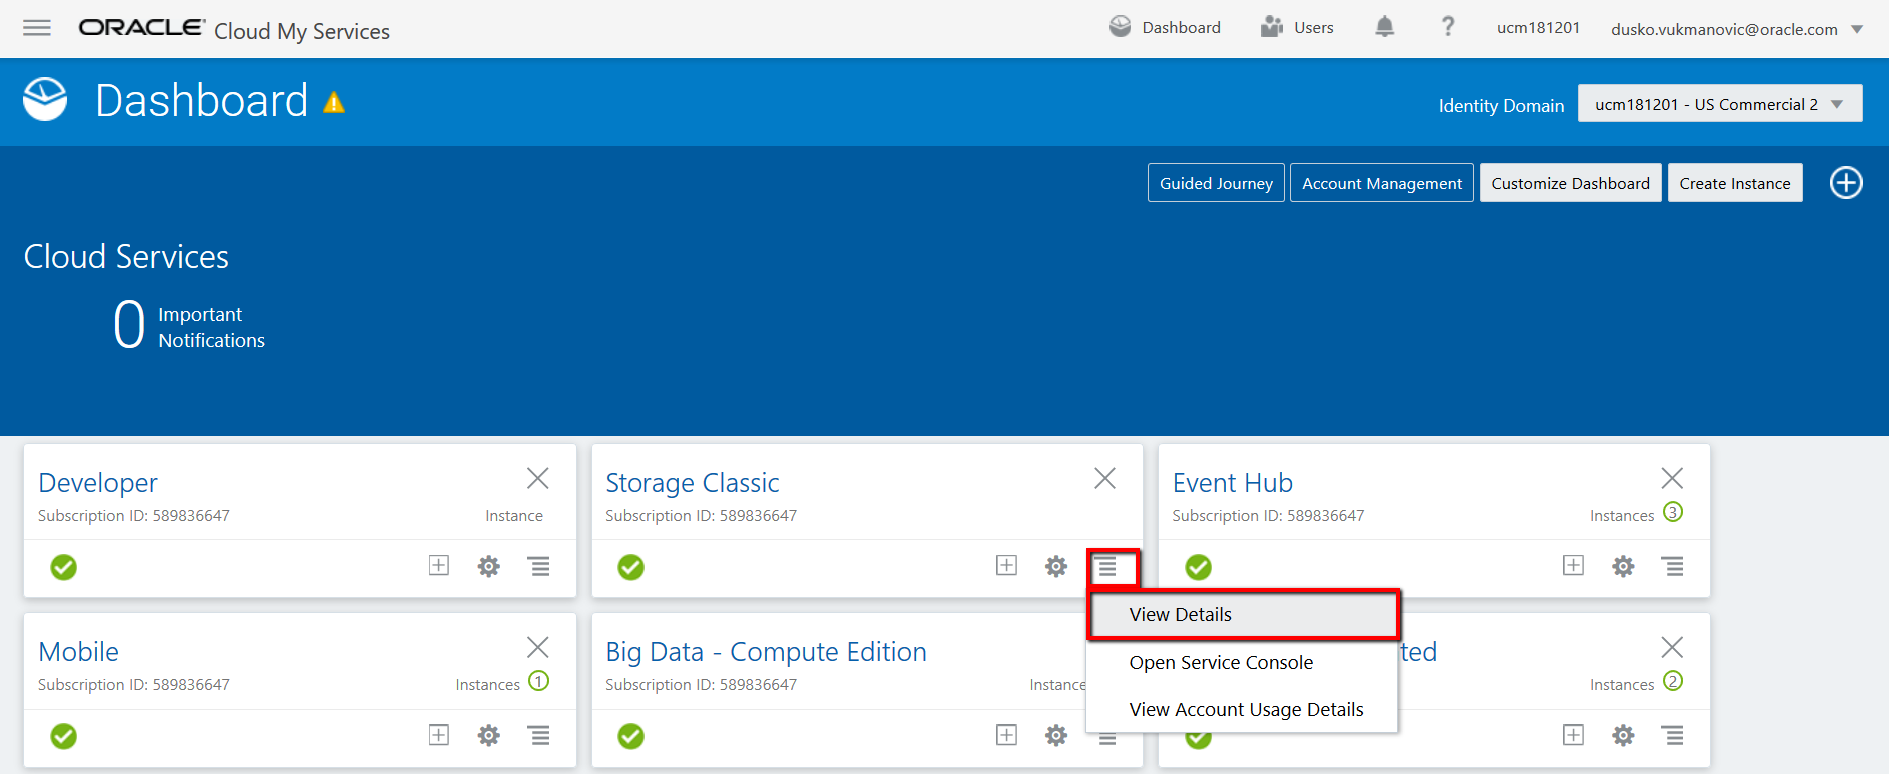 ORACLE Cloud My Services
Dashboard
Users
?
ucm181201
dusko.vukmanovic@oracle.com
Dashboard
Identity Domain
ucm181201 - US Commercial 2
Guided Journey
Account Management
Customize Dashboard
Create Instance
Cloud Services
0
Important
Notifications
Developer
Subscription ID: 589836647
Instance
Storage Classic
Subscription ID: 589836647
Event Hub
Subscription ID: 589836647
Instances 3
View Details
Open Service Console
View Account Usage Details
Mobile
Subscription ID: 589836647
Instances 1
Big Data - Compute Edition
Subscription ID: 589836647
Instance
ted
Instances 2